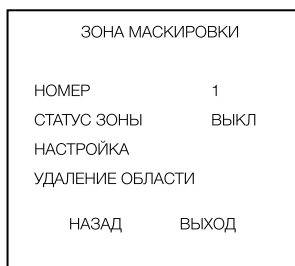 ЗОНА МАСКИРОВКИ
НОМЕР 1
СТАТУС ЗОНЫ ВЫКЛ
НАСТРОЙКА
УДАЛЕНИЕ ОБЛАСТИ
НАЗАД ВЫХОД